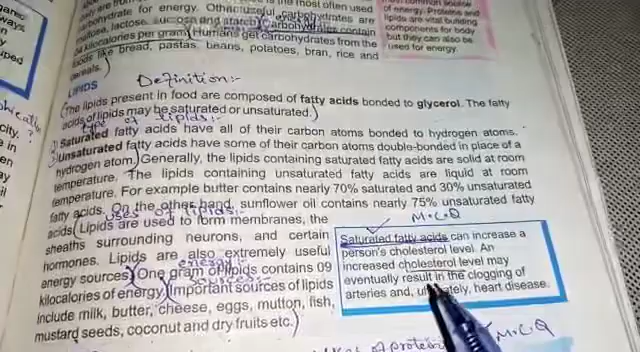 is the most often used
carbohydrate for energy. Other useful carbohydrates are
maltose, lactose, sucrose and starch. Carbohydrates contain
04 kilocalories per gram. Humans get carbohydrates from the
foods like bread, pastas, beans, potatoes, bran, rice and
cereals.
of energy. Proteins and
lipids are vital building
components for body
but they can also be
used for energy.
Definition:-
LIPIDS
The lipids present in food are composed of fatty acids bonded to glycerol. The fatty
acids of lipids may be saturated or unsaturated.
type of lipids:-
Saturated fatty acids have all of their carbon atoms bonded to hydrogen atoms.
Unsaturated fatty acids have some of their carbon atoms double-bonded in place of a
hydrogen atom. Generally, the lipids containing saturated fatty acids are solid at room
temperature. The lipids containing unsaturated fatty acids are liquid at room
temperature. For example butter contains nearly 70% saturated and 30% unsaturated
fatty acids. On the other hand, sunflower oil contains nearly 75% unsaturated fatty
acids
uses of lipids:-
Lipids are used to form membranes, the
sheaths surrounding neurons, and certain
hormones. Lipids are also extremely useful
energy sources. One gram of lipids contains 09
energy
kilocalories of energy. Important sources of lipids
include milk, butter, cheese, eggs, mutton, fish,
mustard seeds, coconut and dry fruits etc.
M.C.Q
Saturated fatty acids can increase a
person's cholesterol level. An
increased cholesterol level may
eventually result in the clogging of
arteries and, ultimately, heart disease.
of protein
M.C.Q